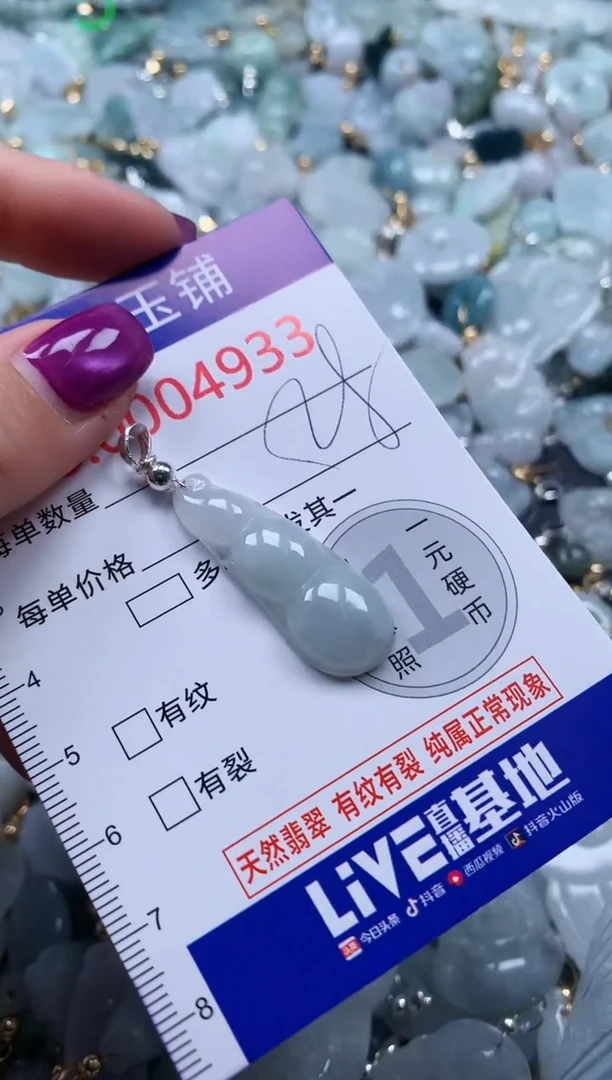 玉铺
0004933
每单数量
发其一
每单价格
多
一元硬币
1
照
有纹
有裂
天然翡翠 有纹有裂 纯属正常现象
LiVE直播基地
今日头条 抖音 西瓜视频 抖音火山版
4
5
6
7
8